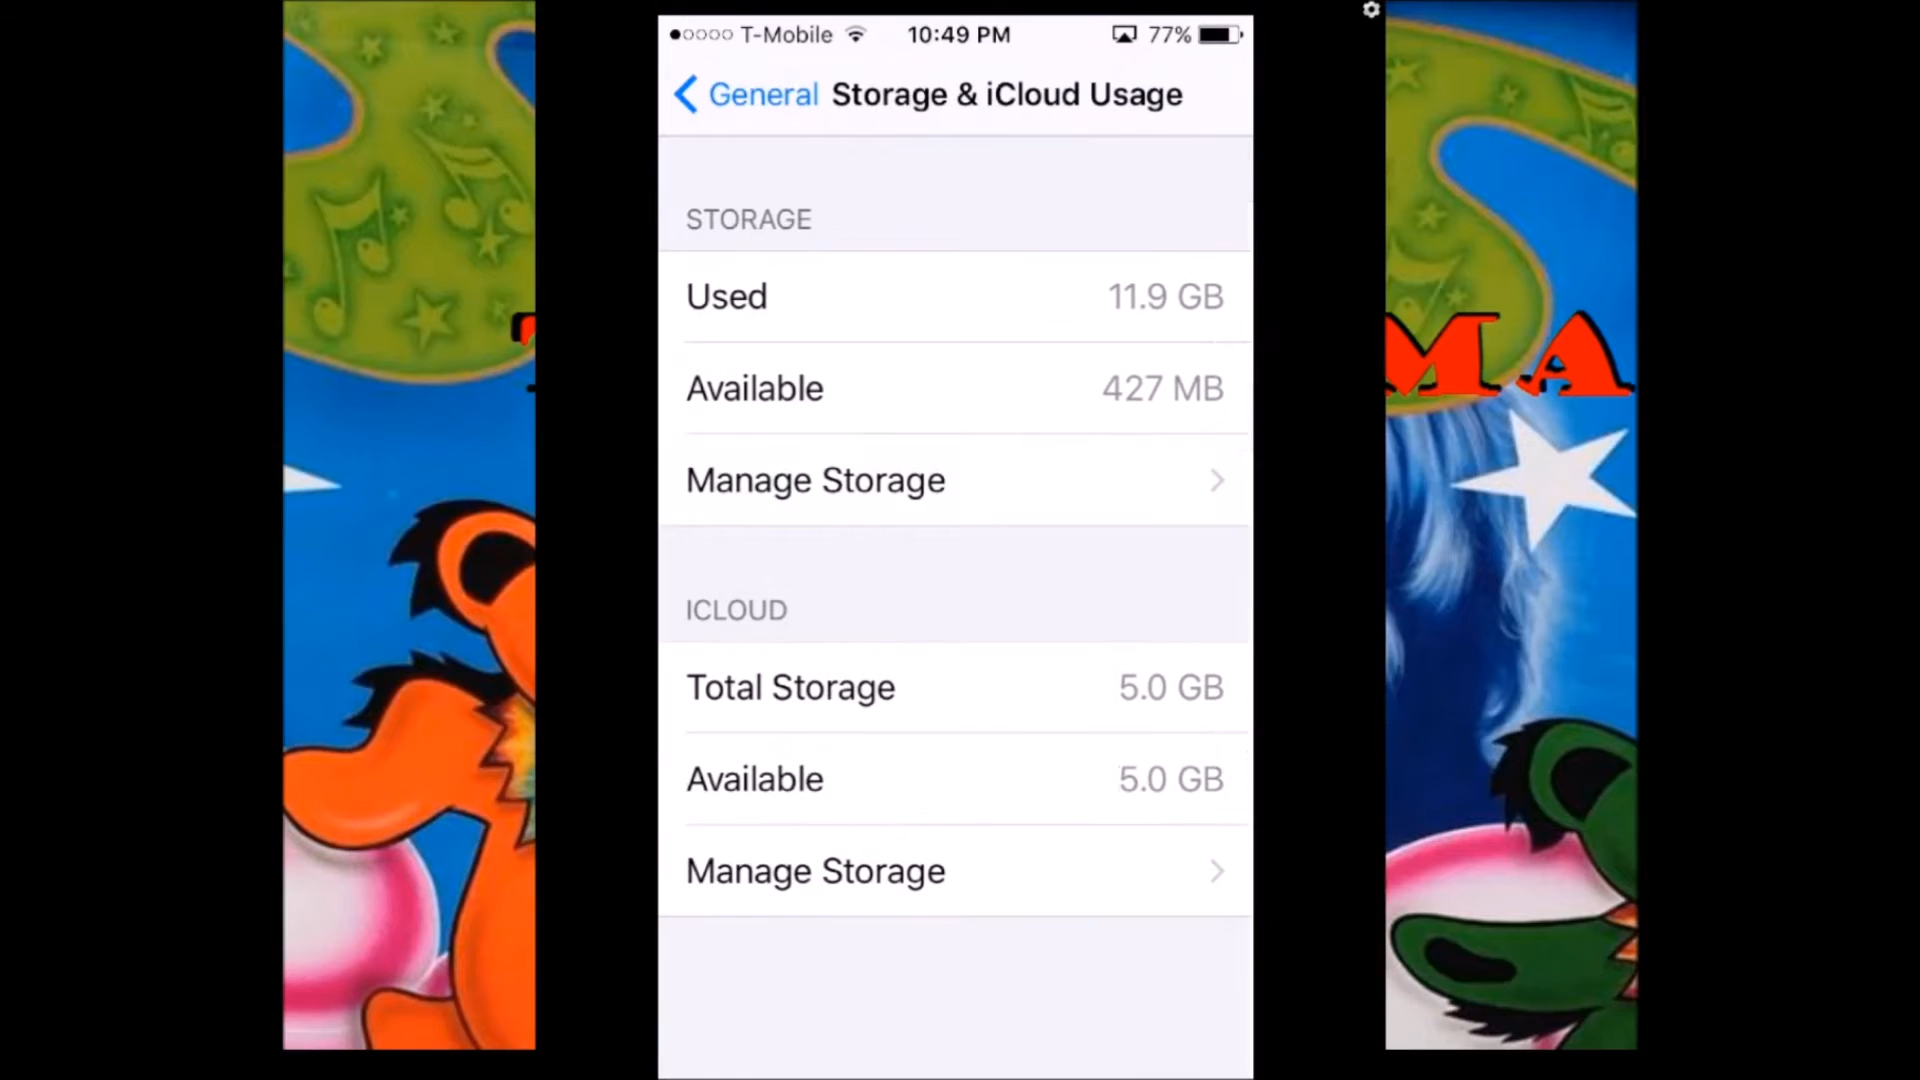 T-Mobile 10:49 PM 77%
General Storage & iCloud Usage
STORAGE
Used 11.9 GB
Available 427 MB
Manage Storage
ICLOUD
Total Storage 5.0 GB
Available 5.0 GB
Manage Storage
MA